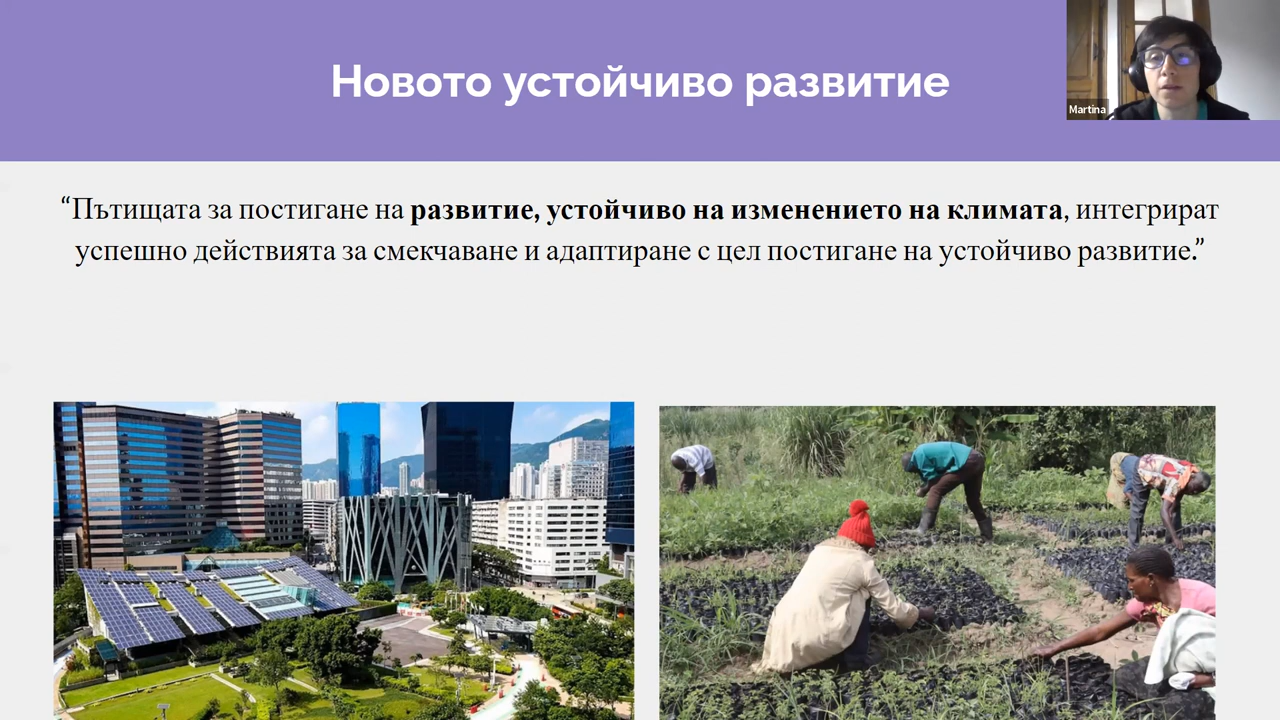 Новото устойчиво развитие
Martina
“Пътищата за постигане на развитие, устойчиво на изменението на климата, интегрират
успешно действията за смекчаване и адаптиране с цел постигане на устойчиво развитие.”